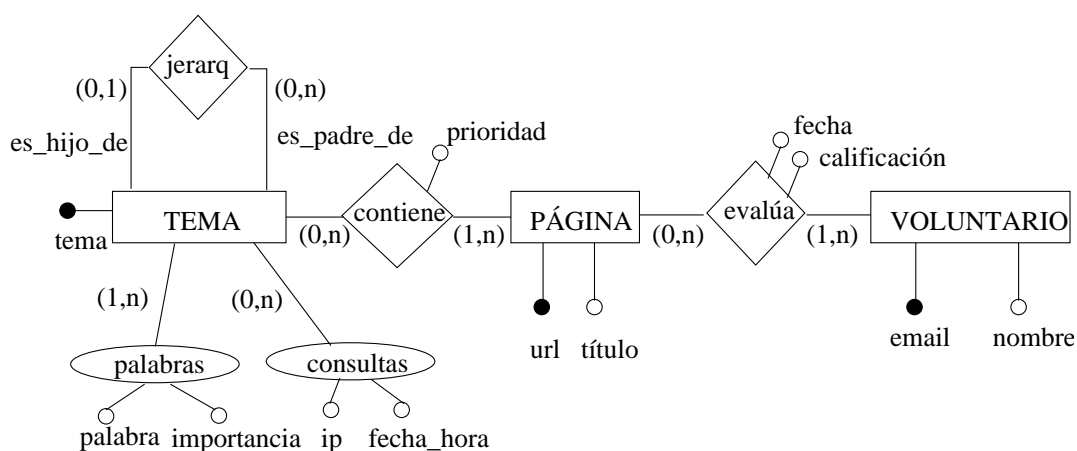 jerarq
(0,1)
(0,n)
es_hijo_de
es_padre_de
prioridad
fecha
calificación
TEMA
contiene
PÁGINA
evalúa
VOLUNTARIO
tema
(0,n)
(1,n)
(0,n)
(1,n)
(1,n)
(0,n)
palabras
consultas
url
título
email
nombre
palabra
importancia
ip
fecha_hora